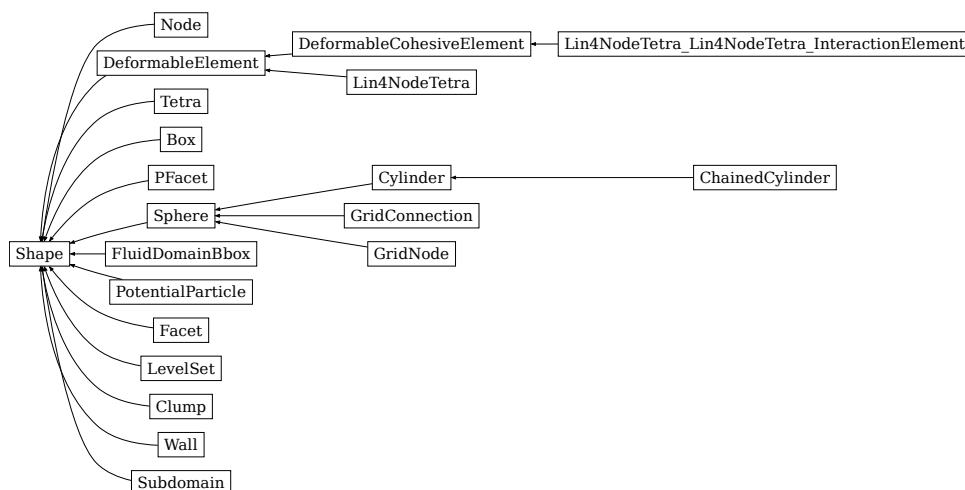 Node
DeformableCohesiveElement
Lin4NodeTetra_Lin4NodeTetra_InteractionElement
DeformableElement
Lin4NodeTetra
Tetra
Box
PFacet
Cylinder
ChainedCylinder
Sphere
GridConnection
Shape
FluidDomainBbox
GridNode
PotentialParticle
Facet
LevelSet
Clump
Wall
Subdomain